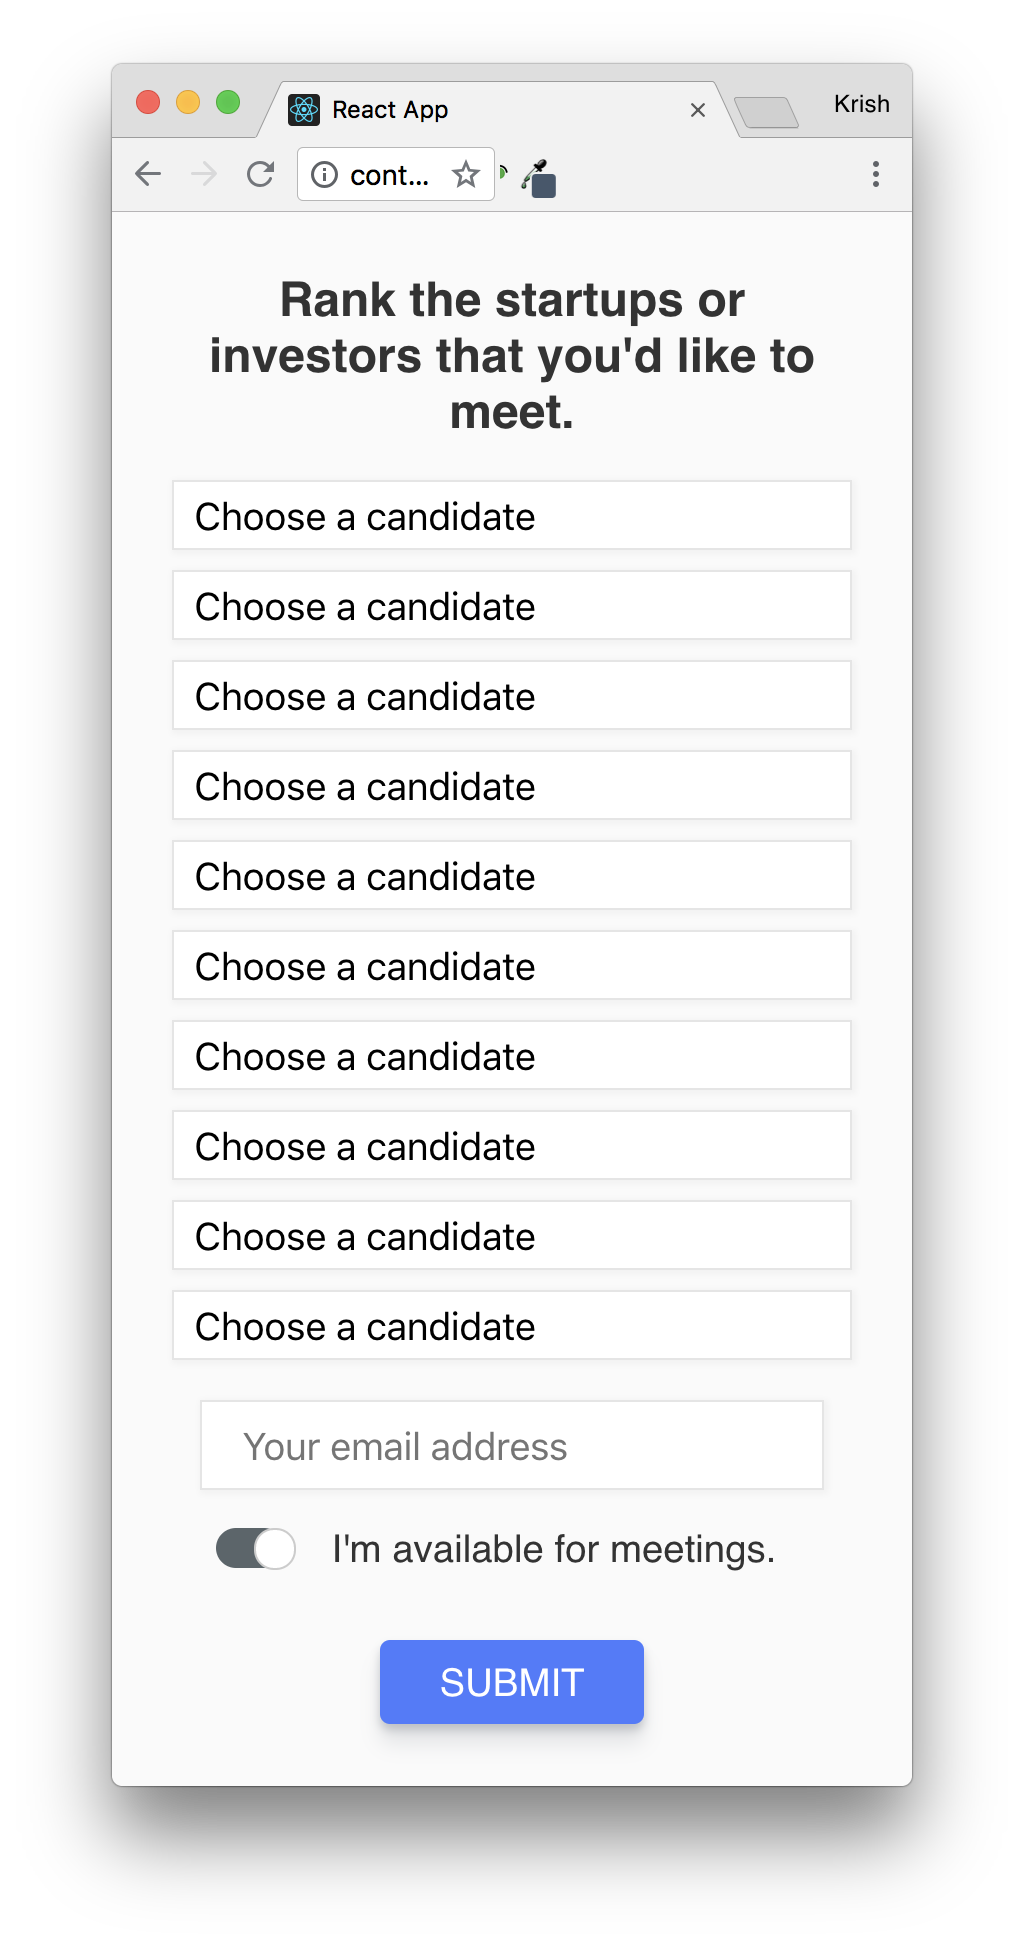 React App
Krish
cont...
Rank the startups or
investors that you'd like to
meet.
Choose a candidate
Choose a candidate
Choose a candidate
Choose a candidate
Choose a candidate
Choose a candidate
Choose a candidate
Choose a candidate
Choose a candidate
Choose a candidate
Your email address
I'm available for meetings.
SUBMIT